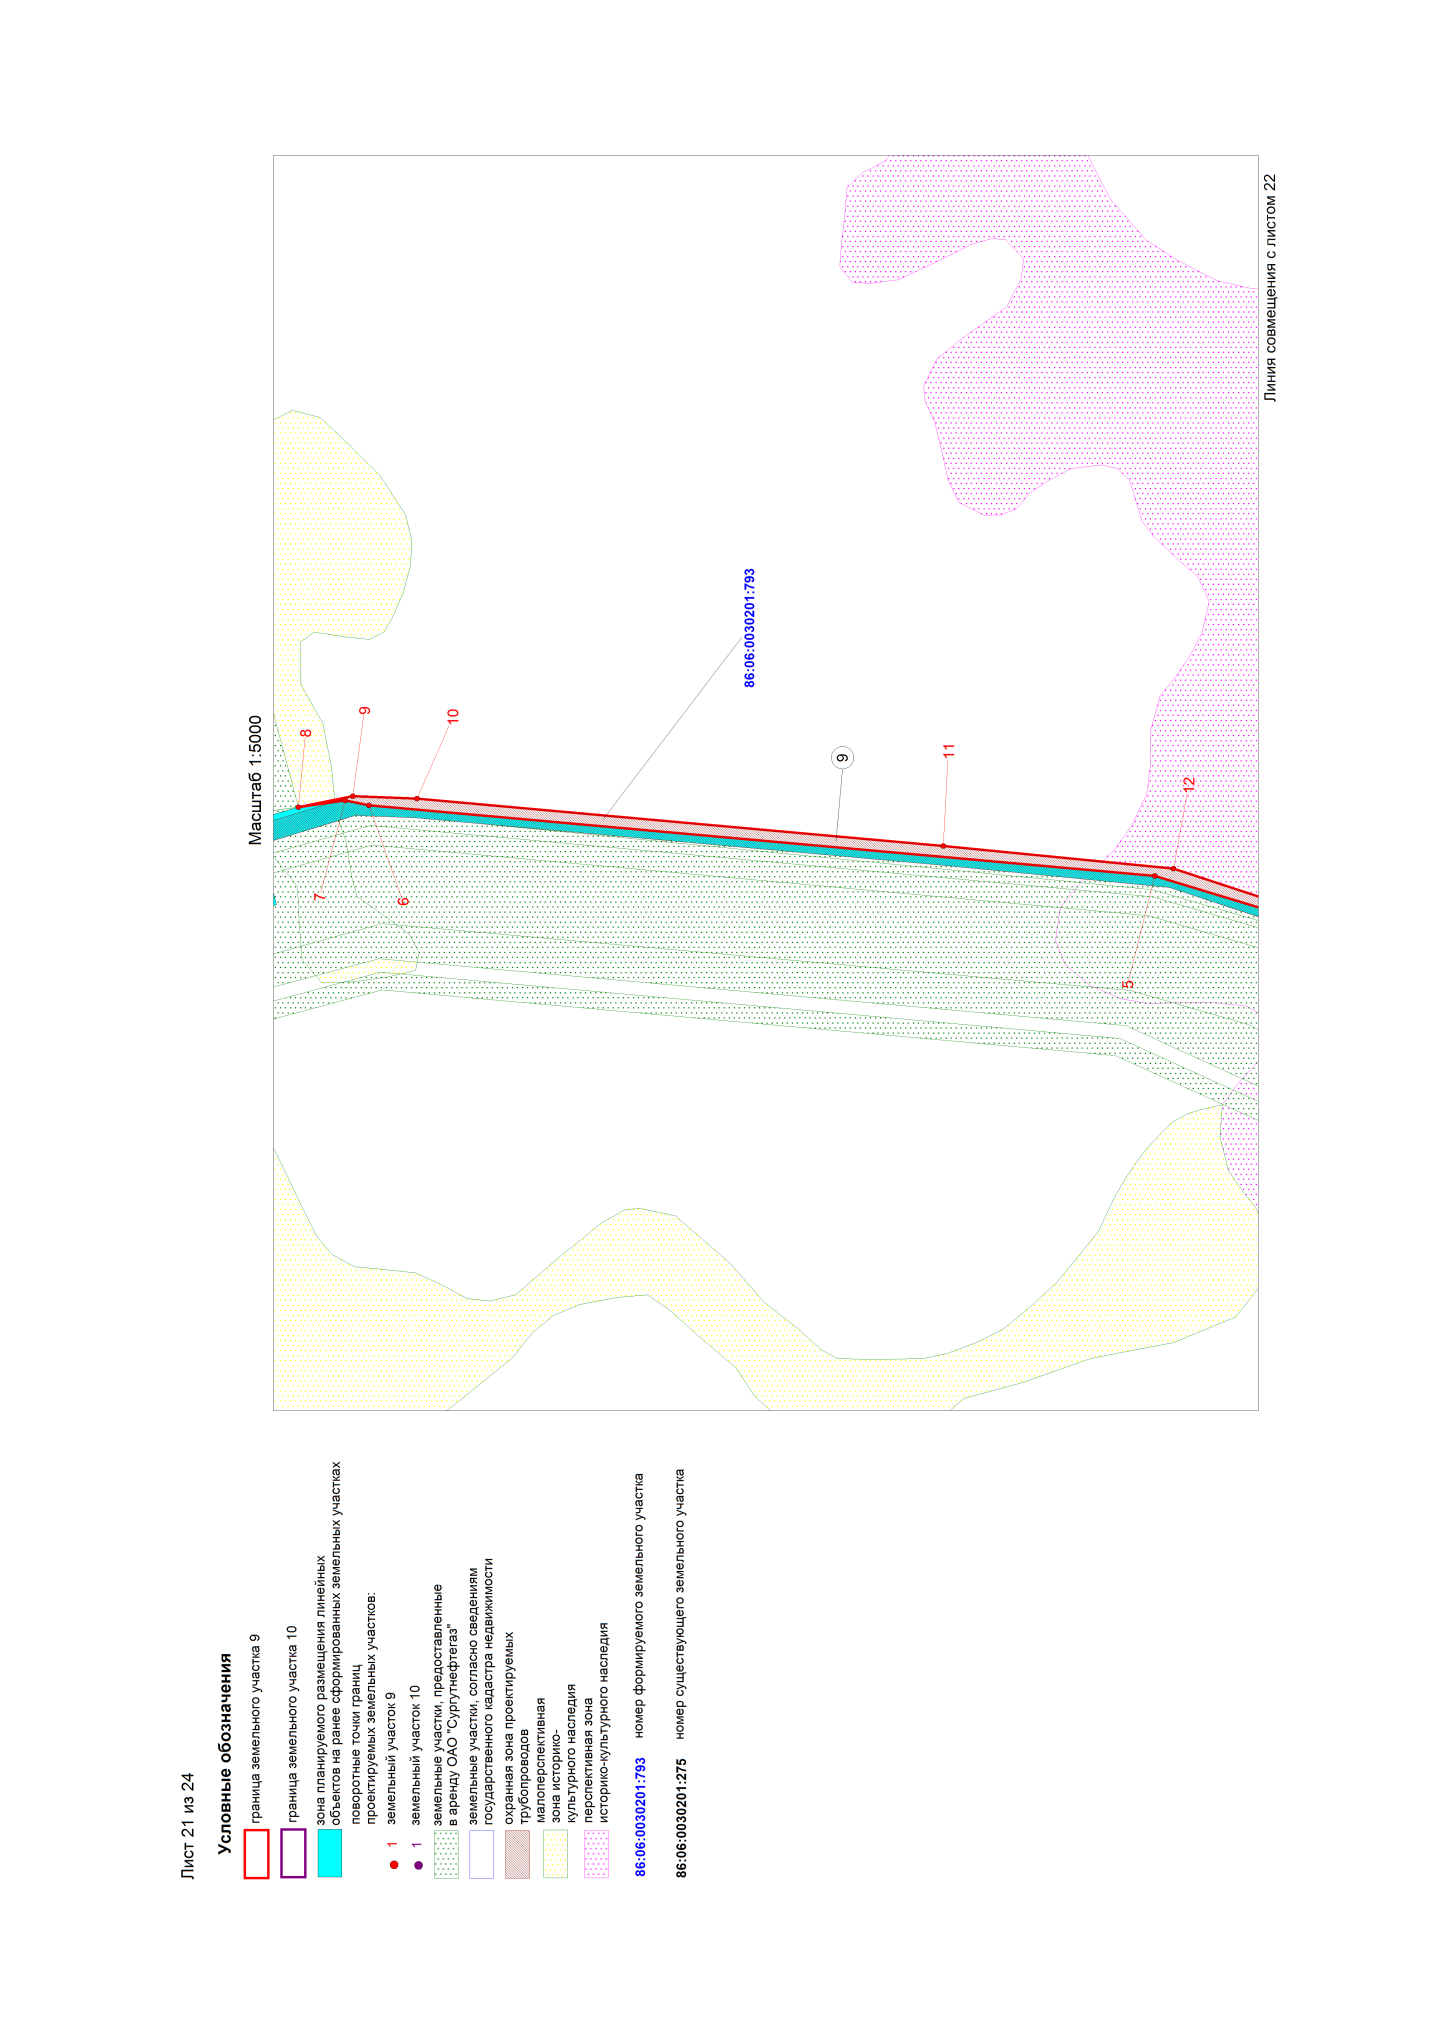 Лист 21 из 24
Условные обозначения
граница земельного участка 9
граница земельного участка 10
зона планируемого размещения линейных
объектов на ранее сформированных земельных участках
поворотные точки границ
проектируемых земельных участков:
1 земельный участок 9
1 земельный участок 10
земельные участки, предоставленные
в аренду ОАО "Сургутнефтегаз"
земельные участки, согласно сведениям
государственного кадастра недвижимости
охранная зона проектируемых
трубопроводов
малоперспективная
зона историко-
культурного наследия
перспективная зона
историко-культурного наследия
86:06:0030201:793 номер формируемого земельного участка
86:06:0030201:275 номер существующего земельного участка
Масштаб 1:5000
8
9
10
7
6
86:06:0030201:793
9
11
12
5
Линия совмещения с листом 22